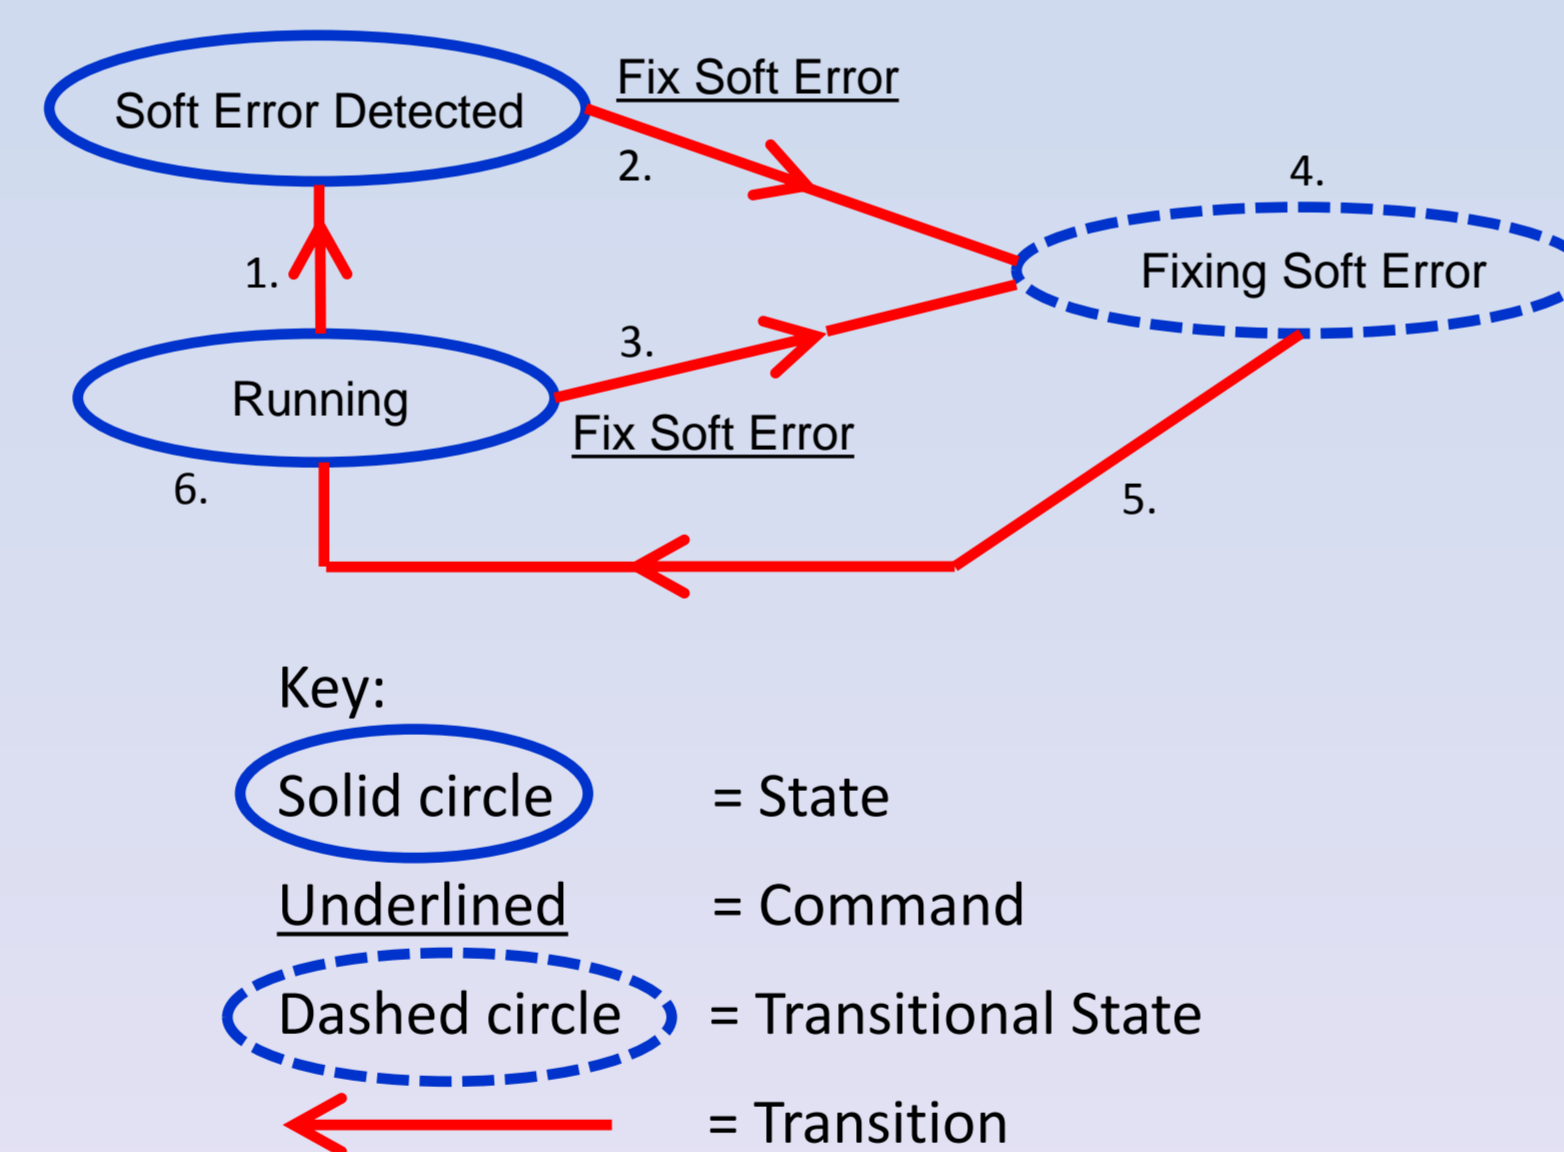 Fix Soft Error
Soft Error Detected
2.
4.
1.
Fixing Soft Error
3.
Running
Fix Soft Error
6.
5.
Key:
Solid circle = State
Underlined = Command
Dashed circle = Transitional State
= Transition